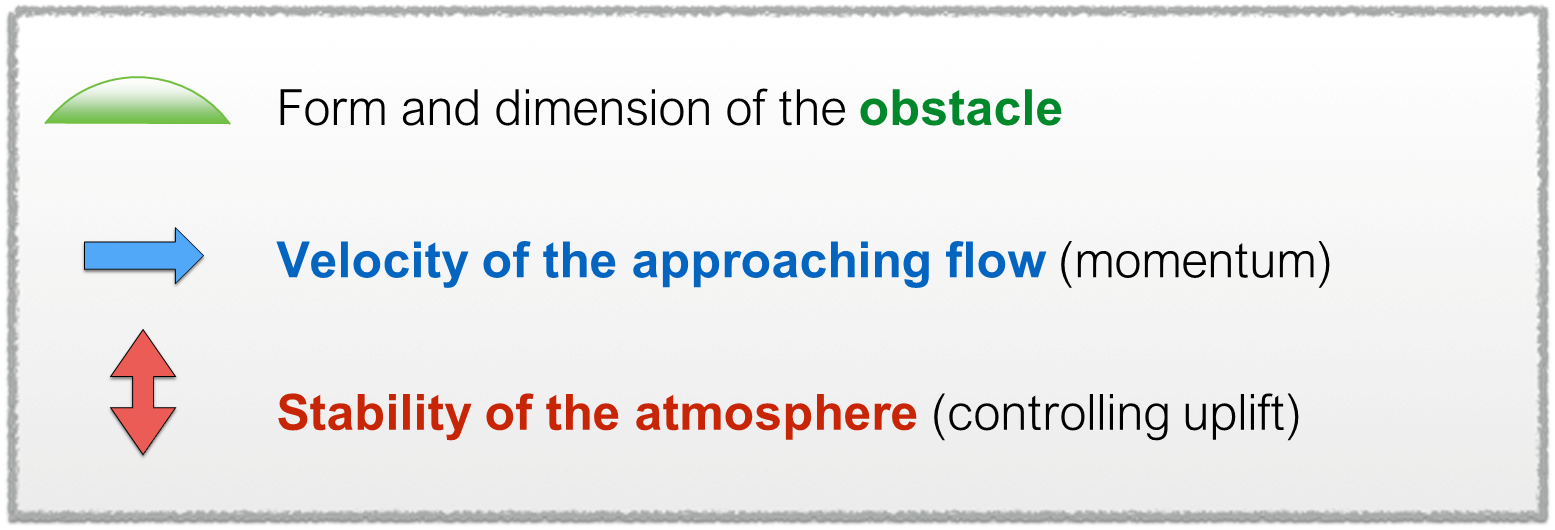 Form and dimension of the obstacle
Velocity of the approaching flow (momentum)
Stability of the atmosphere (controlling uplift)